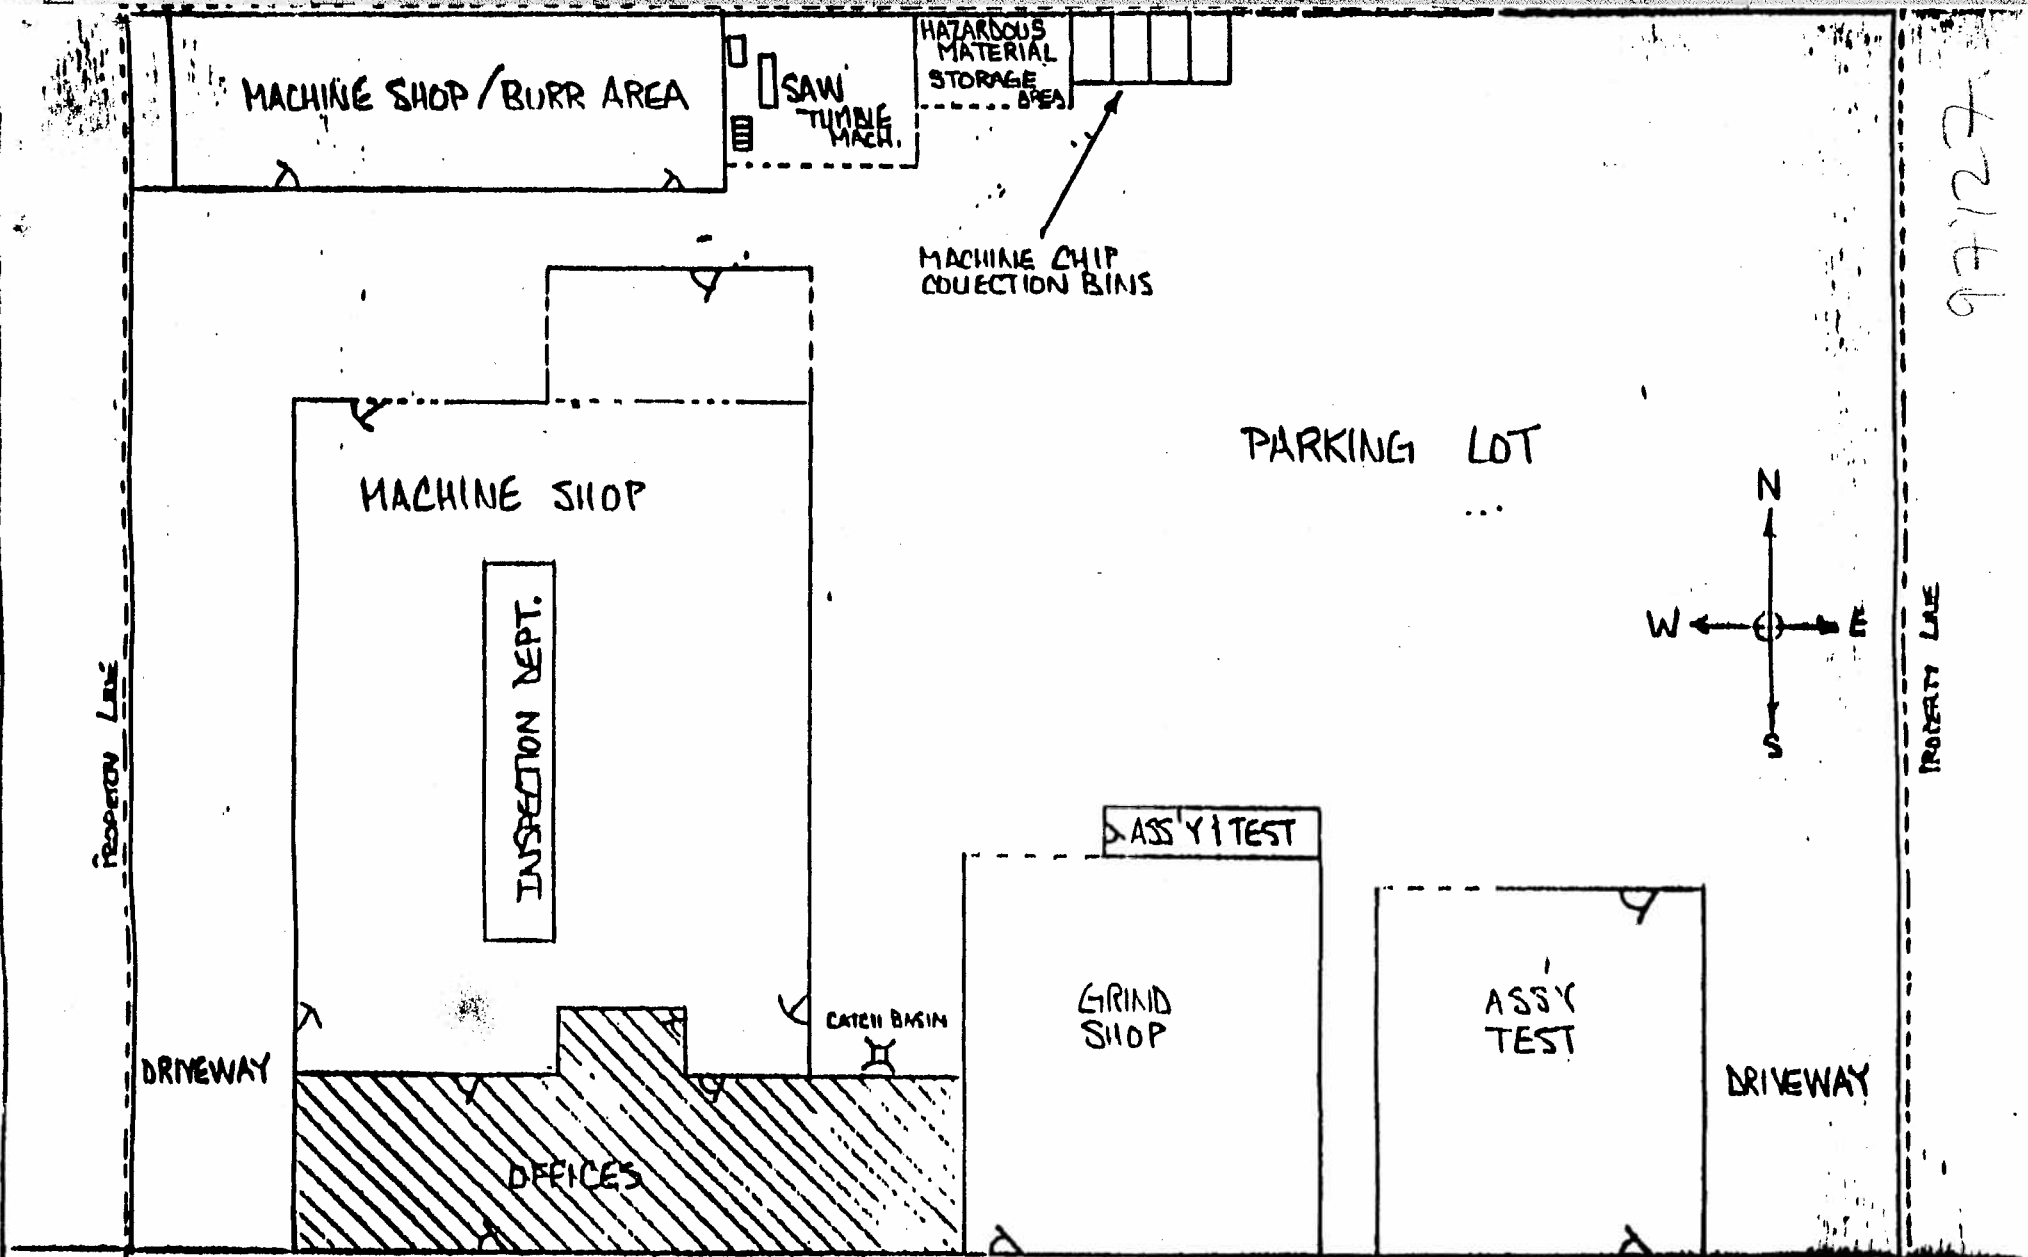 MACHINE SHOP/BURR AREA
SAW
TUMBLE
MACH.
HAZARDOUS
MATERIAL
STORAGE
AREA
97127
MACHINE CHIP
COLLECTION BINS
PARKING LOT
MACHINE SHOP
N
W
E
S
INSPECTION DEPT.
PROPERTY LINE
PROPERTY LINE
ASS'Y & TEST
GRIND
SHOP
ASS'Y
TEST
CATCH BASIN
DRIVEWAY
DRIVEWAY
OFFICES